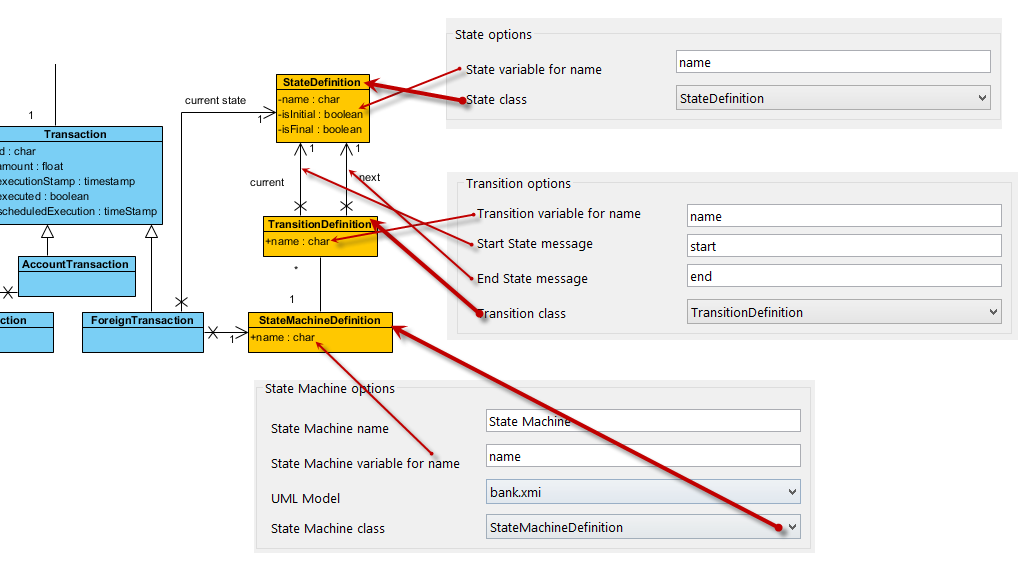 State options
State variable for name
name
State class
StateDefinition
StateDefinition
-name : char
-isInitial : boolean
-isFinal : boolean
current state
1
1
Transaction
d : char
amount : float
executionStamp : timestamp
executed : boolean
scheduledExecution : timeStamp
1
1
current
next
Transition options
Transition variable for name
name
Start State message
start
End State message
end
Transition class
TransitionDefinition
TransitionDefinition
+name : char
*
1
AccountTransaction
ction
ForeignTransaction
1
StateMachineDefinition
+name : char
State Machine options
State Machine name
State Machine
State Machine variable for name
name
UML Model
bank.xmi
State Machine class
StateMachineDefinition